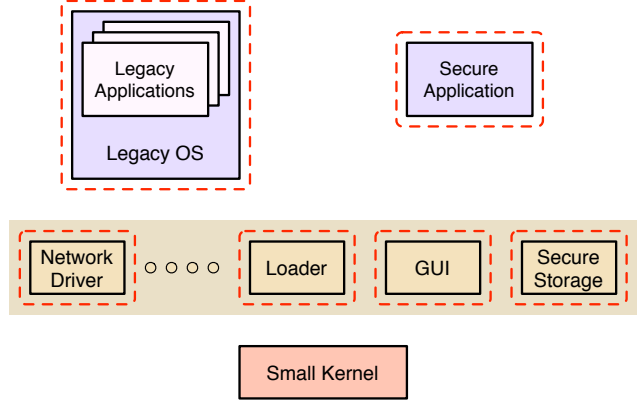 Legacy
Applications
Legacy OS
Secure
Application
Network
Driver
Loader
GUI
Secure
Storage
Small Kernel